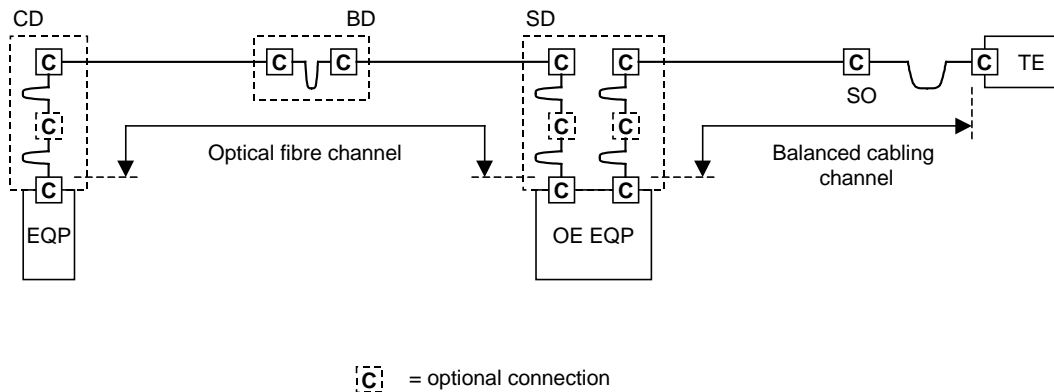 CD BD SD
C C C C C C C TE
SO
C C C
Optical fibre channel
Balanced cabling
channel
C C C
EQP OE EQP
C = optional connection